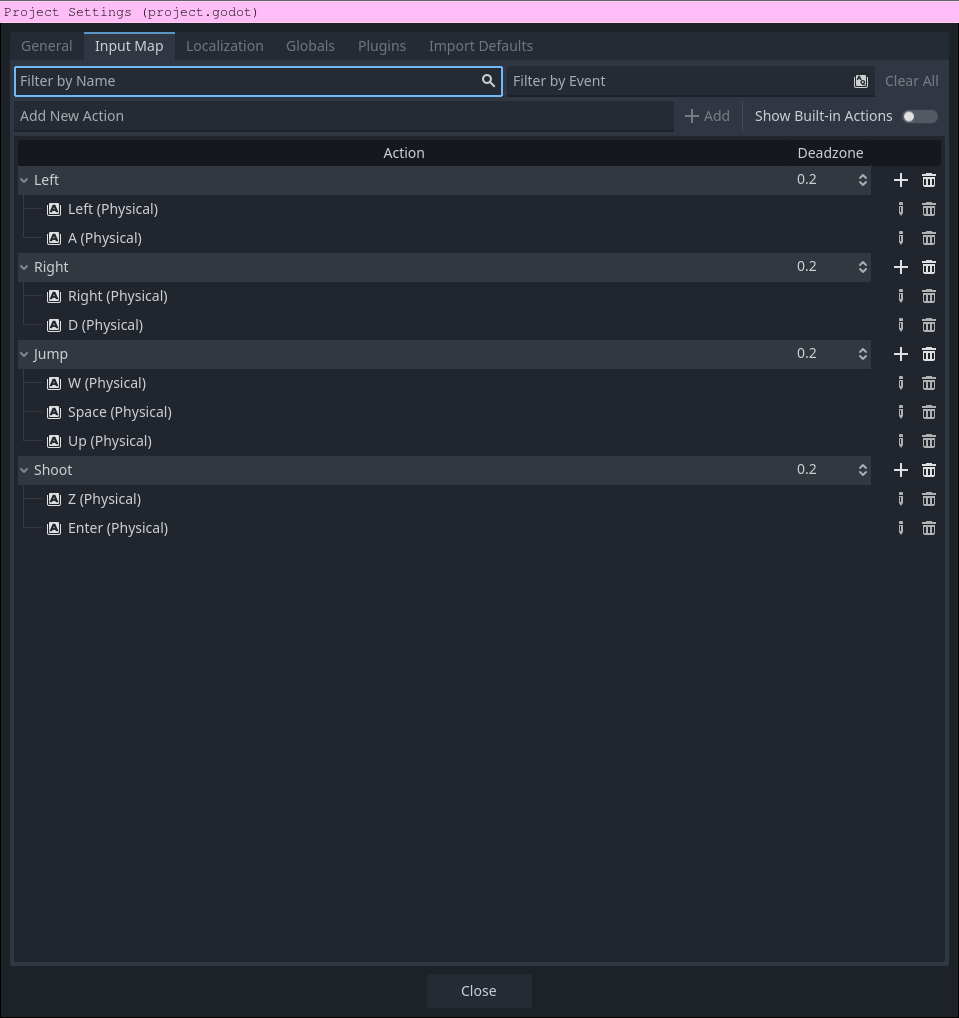 Project Settings (project.godot)
General Input Map Localization Globals Plugins Import Defaults
Filter by Name Filter by Event Clear All
Add New Action Add Show Built-in Actions
Action Deadzone
Left 0.2
Left (Physical)
A (Physical)
Right 0.2
Right (Physical)
D (Physical)
Jump 0.2
W (Physical)
Space (Physical)
Up (Physical)
Shoot 0.2
Z (Physical)
Enter (Physical)
Close